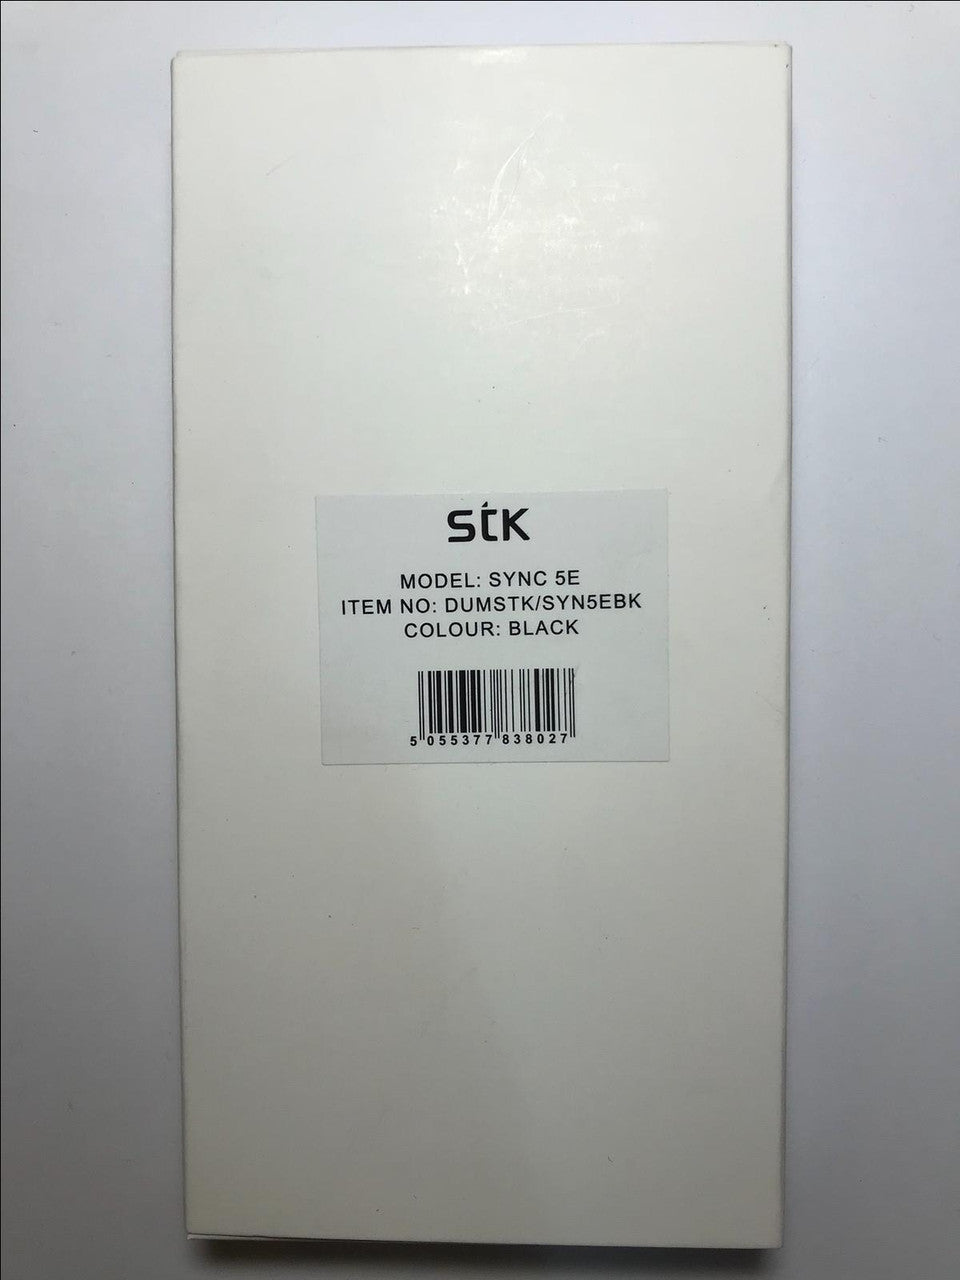 STK
MODEL: SYNC 5E
ITEM NO: DUMSTK/SYN5EBK
COLOUR: BLACK
5 055377 838027